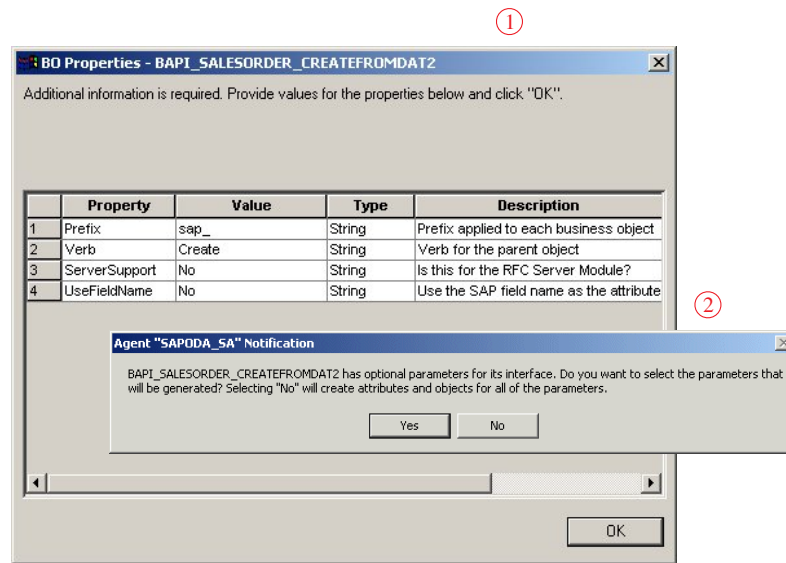 ①
BO Properties - BAPI_SALESORDER_CREATEFROMDAT2
Additional information is required. Provide values for the properties below and click "OK".
Property Value Type Description
1 Prefix sap_ String Prefix applied to each business object
2 Verb Create String Verb for the parent object
3 ServerSupport No String Is this for the RFC Server Module?
4 UseFieldName No String Use the SAP field name as the attribute
②
Agent "SAPODA_SA" Notification
BAPI_SALESORDER_CREATEFROMDAT2 has optional parameters for its interface. Do you want to select the parameters that
will be generated? Selecting "No" will create attributes and objects for all of the parameters.
Yes No
OK